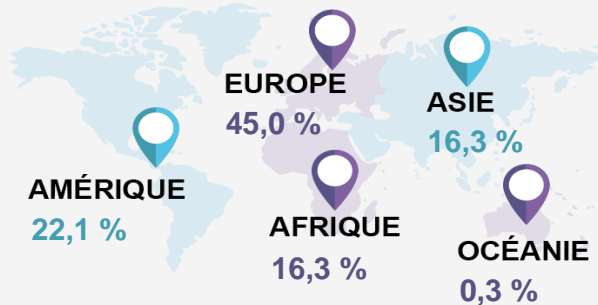 EUROPE
45,0 %
ASIE
16,3 %
AMÉRIQUE
22,1 %
AFRIQUE
16,3 %
OCÉANIE
0,3 %